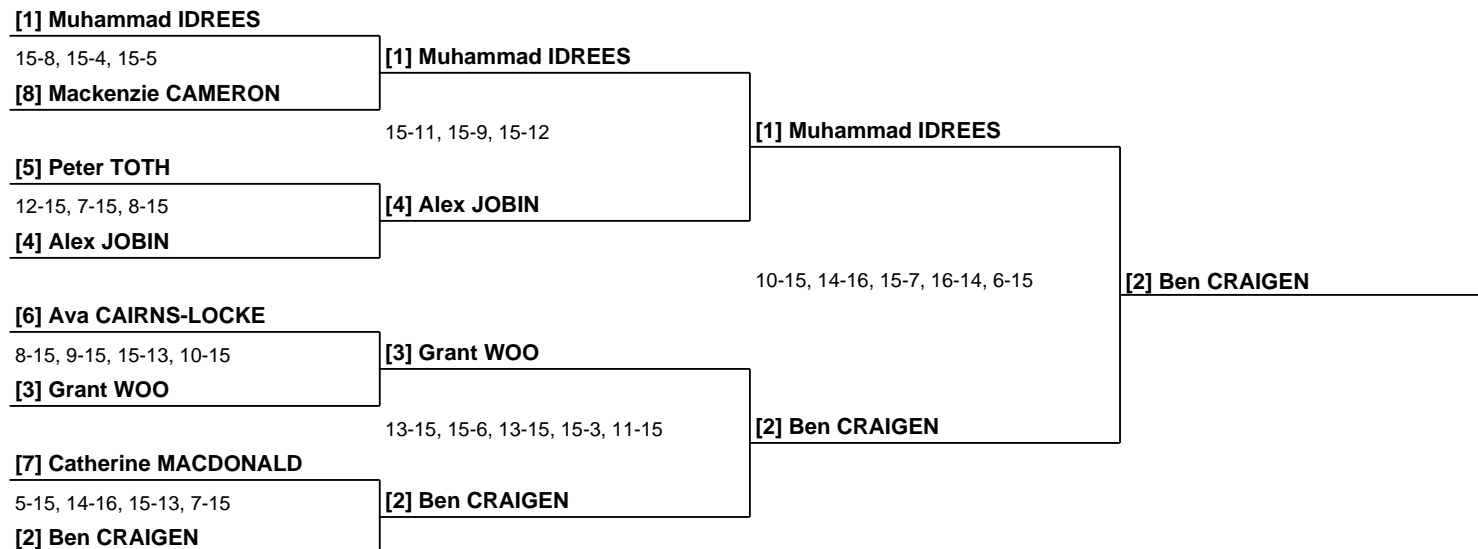 [1] Muhammad IDREES
15-8, 15-4, 15-5
[8] Mackenzie CAMERON
[5] Peter TOTH
12-15, 7-15, 8-15
[4] Alex JOBIN
[6] Ava CAIRNS-LOCKE
8-15, 9-15, 15-13, 10-15
[3] Grant WOO
[7] Catherine MACDONALD
5-15, 14-16, 15-13, 7-15
[2] Ben CRAIGEN
[1] Muhammad IDREES
15-11, 15-9, 15-12
[4] Alex JOBIN
[3] Grant WOO
13-15, 15-6, 13-15, 15-3, 11-15
[2] Ben CRAIGEN
[1] Muhammad IDREES
10-15, 14-16, 15-7, 16-14, 6-15
[2] Ben CRAIGEN
[2] Ben CRAIGEN